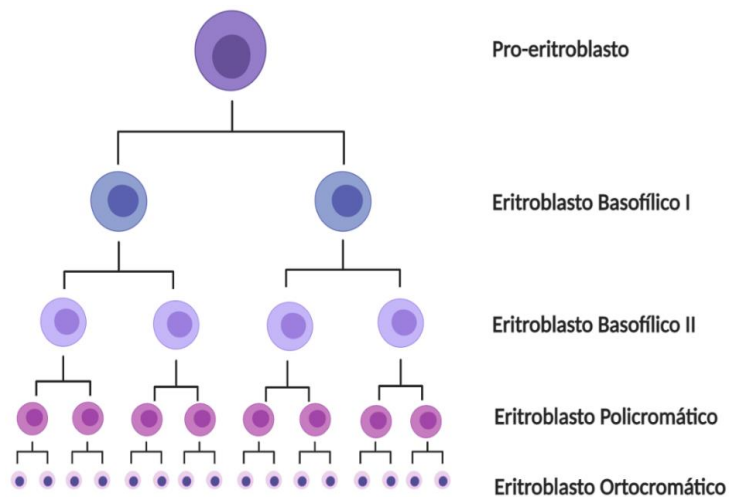 Pro-eritroblasto
Eritroblasto Basofílico I
Eritroblasto Basofílico II
Eritroblasto Policromático
Eritroblasto Ortocromático